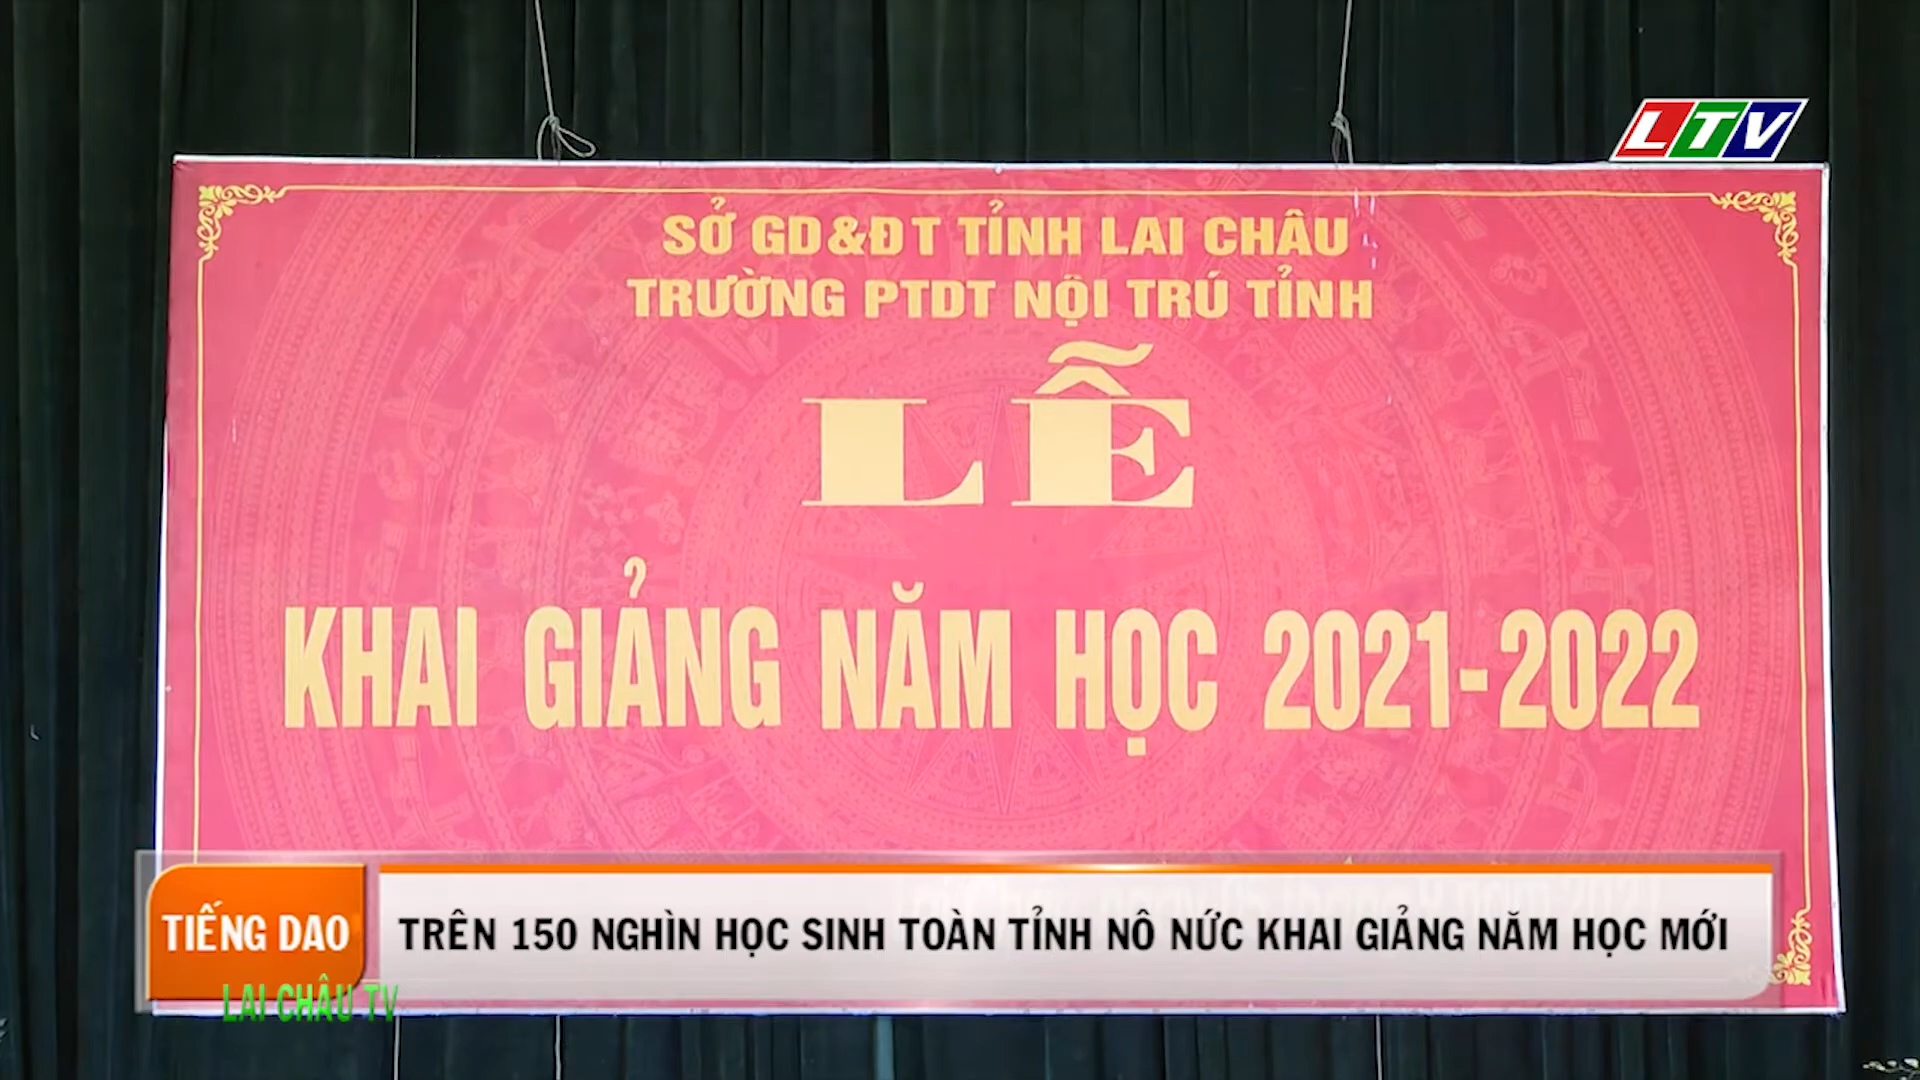 LTV
SỞ GD&ĐT TỈNH LAI CHÂU
TRƯỜNG PTDT NỘI TRÚ TỈNH
LỄ
KHAI GIẢNG NĂM HỌC 2021-2022
TIẾNG DAO
TRÊN 150 NGHÌN HỌC SINH TOÀN TỈNH NÔ NỨC KHAI GIẢNG NĂM HỌC MỚI
LAI CHÂU TV